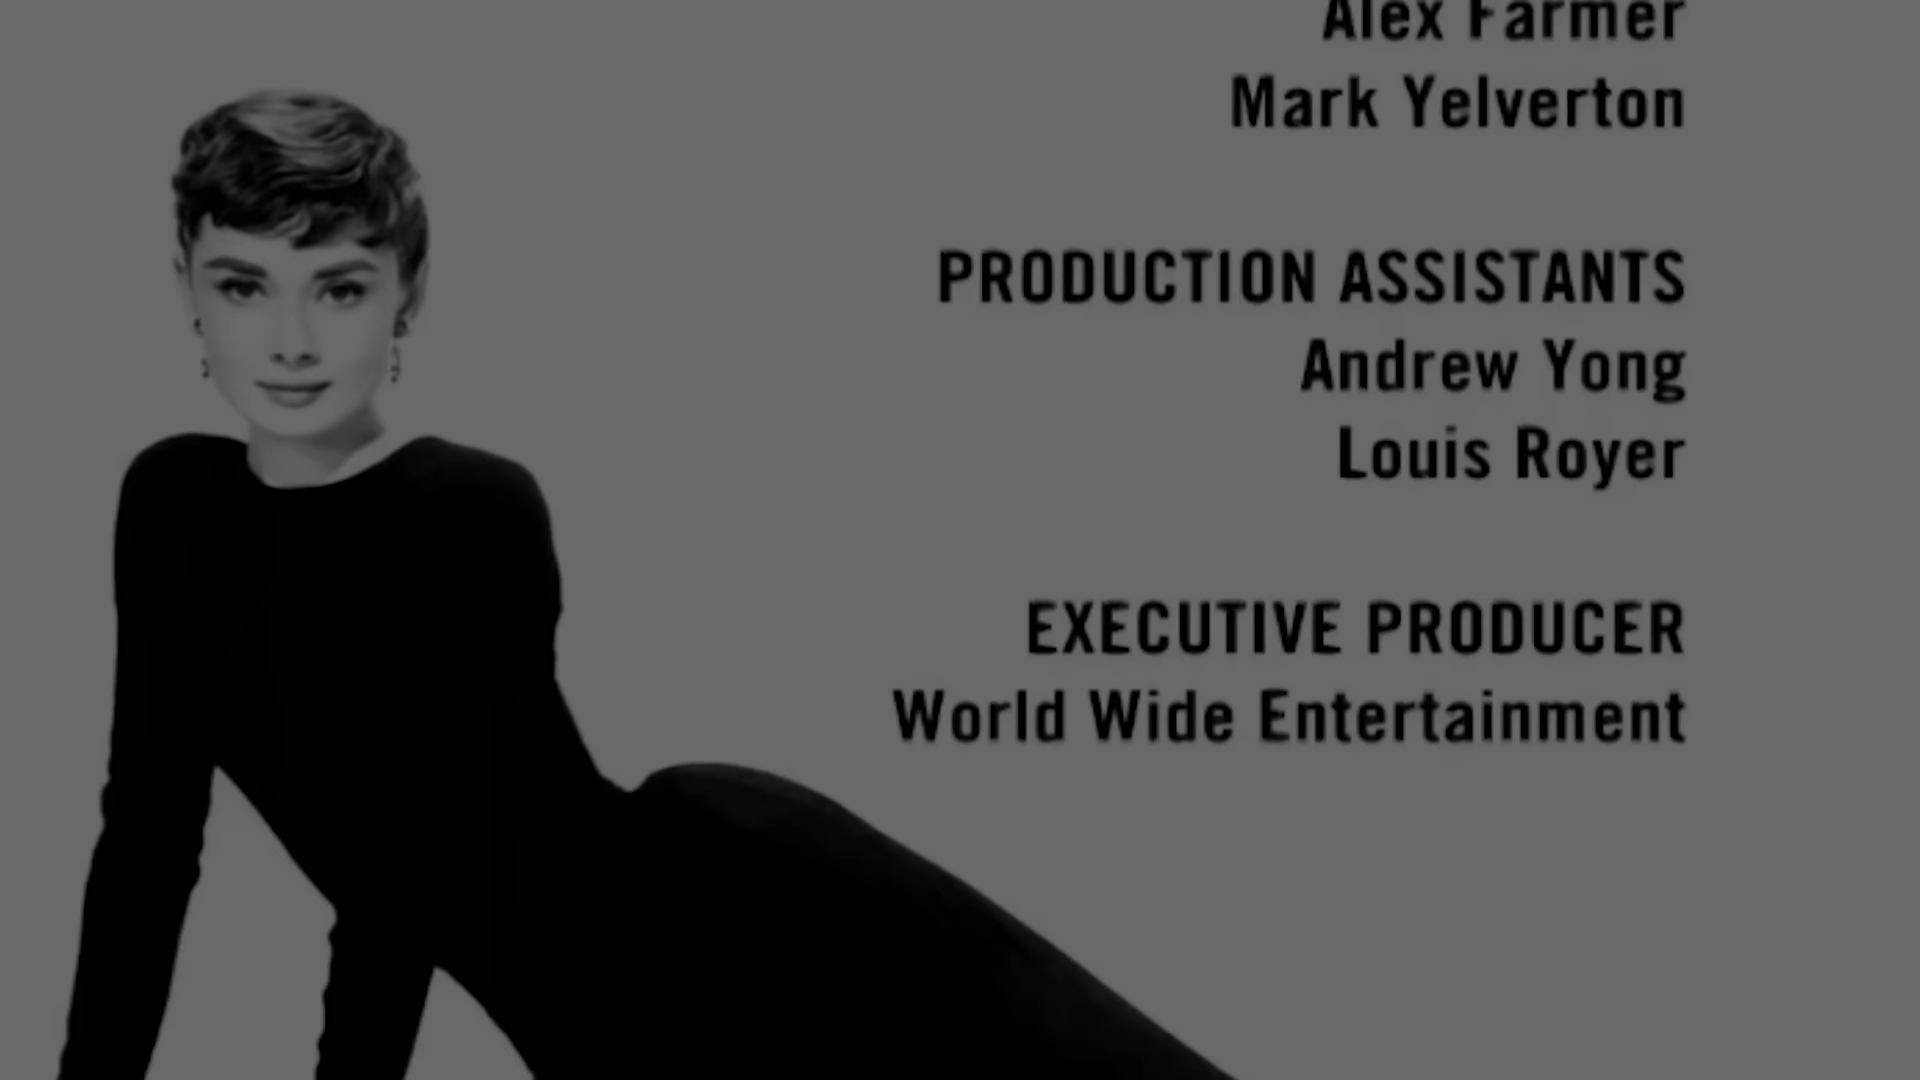 Alex Farmer
Mark Yelverton
PRODUCTION ASSISTANTS
Andrew Yong
Louis Royer
EXECUTIVE PRODUCER
World Wide Entertainment